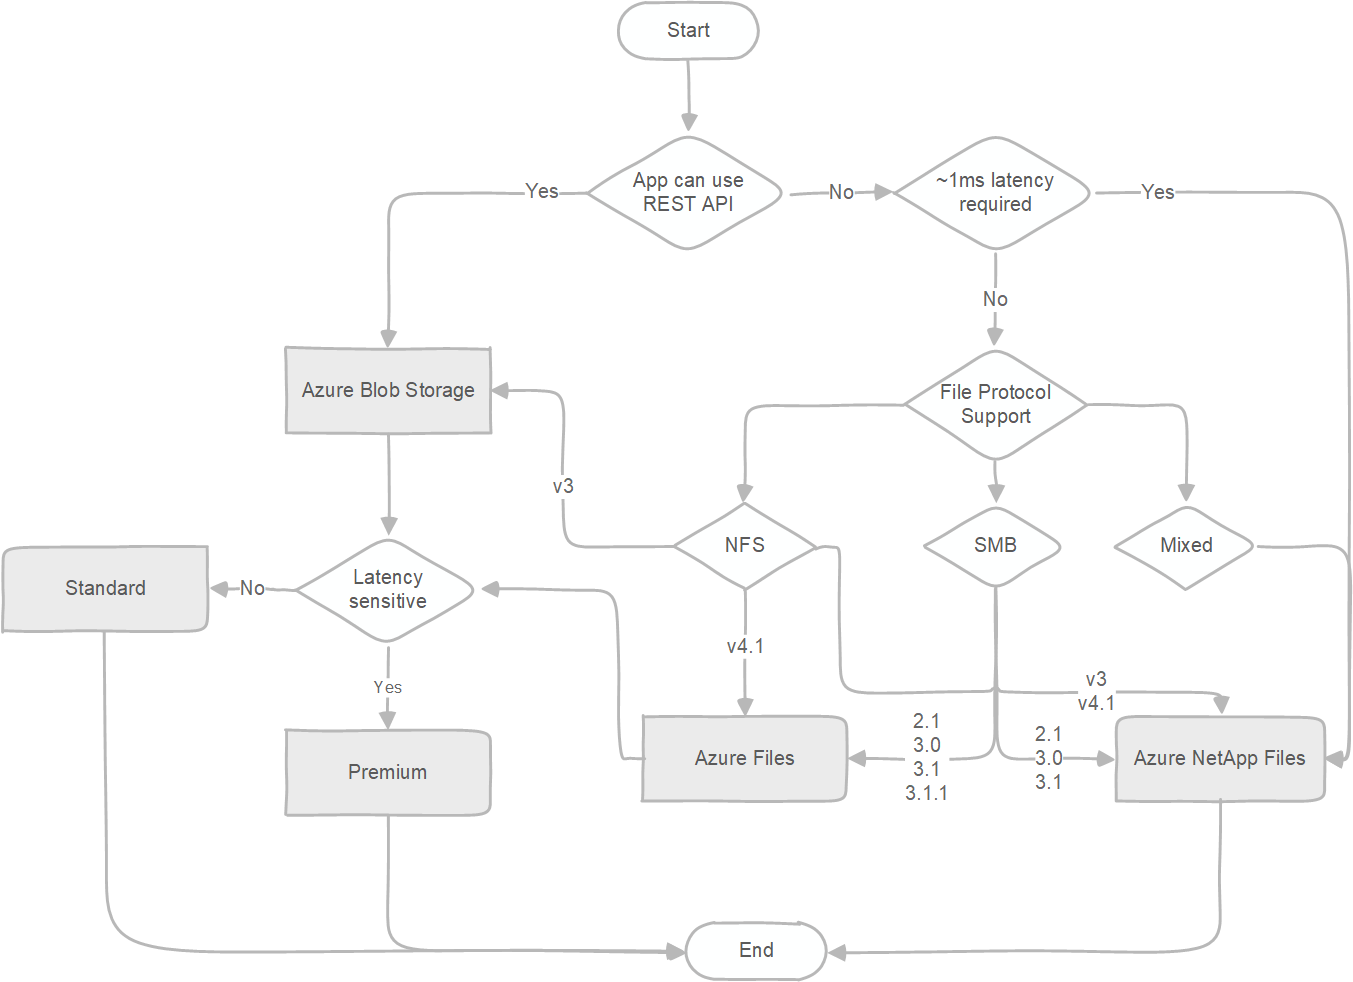 Start
App can use
REST API
Yes
No
~1ms latency
required
Yes
No
Azure Blob Storage
File Protocol
Support
v3
NFS
SMB
Mixed
Standard
No
Latency
sensitive
v4.1
Yes
v3
v4.1
Premium
Azure Files
2.1
3.0
3.1
3.1.1
2.1
3.0
3.1
Azure NetApp Files
End